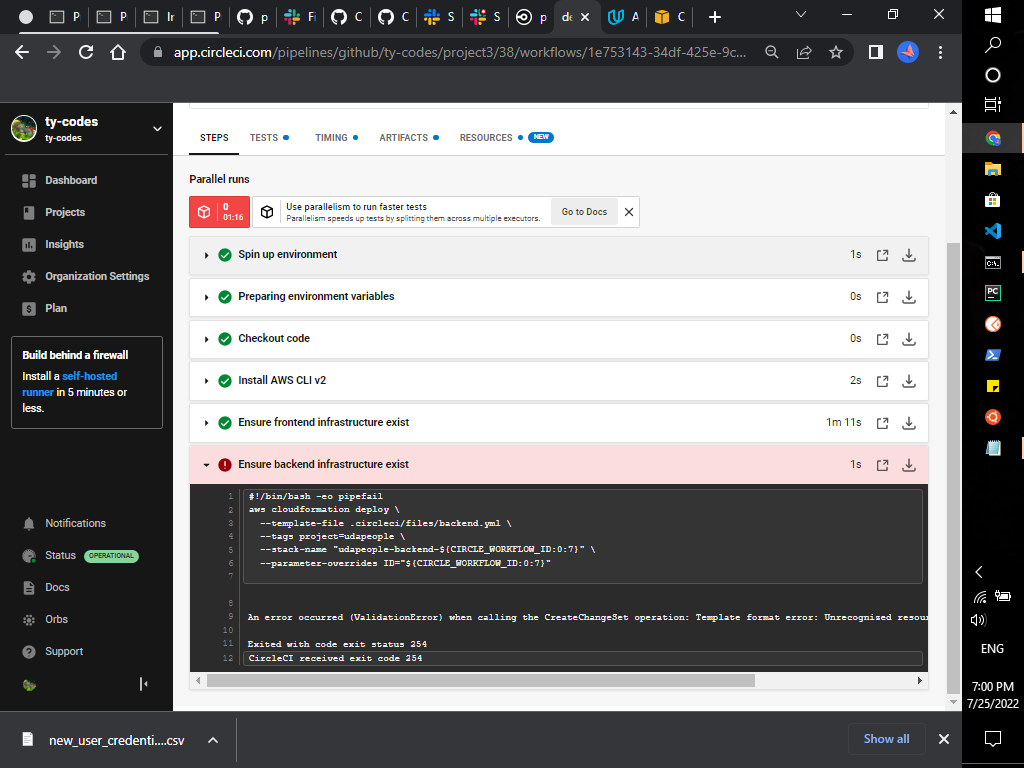 P
P
Ir
P
p
Fi
C
C
S
S
p
de
A
C
app.circleci.com/pipelines/github/ty-codes/project3/38/workflows/1e753143-34df-425e-9c...
ty-codes
ty-codes
Dashboard
Projects
Insights
Organization Settings
Plan
Build behind a firewall
Install a self-hosted
runner in 5 minutes or
less.
Notifications
Status OPERATIONAL
Docs
Orbs
Support
STEPS TESTS TIMING ARTIFACTS RESOURCES NEW
Parallel runs
0
01:16
Use parallelism to run faster tests
Parallelism speeds up tests by splitting them across multiple executors.
Go to Docs
Spin up environment 1s
Preparing environment variables 0s
Checkout code 0s
Install AWS CLI v2 2s
Ensure frontend infrastructure exist 1m 11s
Ensure backend infrastructure exist 1s
1 #!/bin/bash -eo pipefail
2 aws cloudformation deploy \
3 --template-file .circleci/files/backend.yml \
4 --tags project=udapeople \
5 --stack-name "udapeople-backend-${CIRCLE_WORKFLOW_ID:0:7}" \
6 --parameter-overrides ID="${CIRCLE_WORKFLOW_ID:0:7}"
7
8
9 An error occurred (ValidationError) when calling the CreateChangeSet operation: Template format error: Unrecognized resou
10
11 Exited with code exit status 254
12 CircleCI received exit code 254
new_user_credenti....csv
Show all
PC
ENG
7:00 PM
7/25/2022